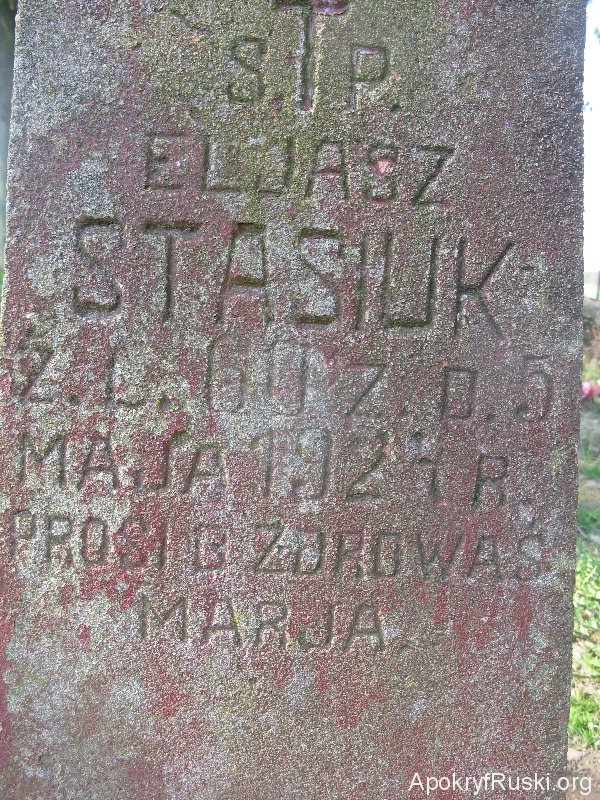 Ś.†P.
ELJASZ
STASIUK
Ż. L. 60 Z. D. 5
MAJA 1924 R.
PROSI O ZDROWAŚ
MARJA.
ApokryfRuski.org